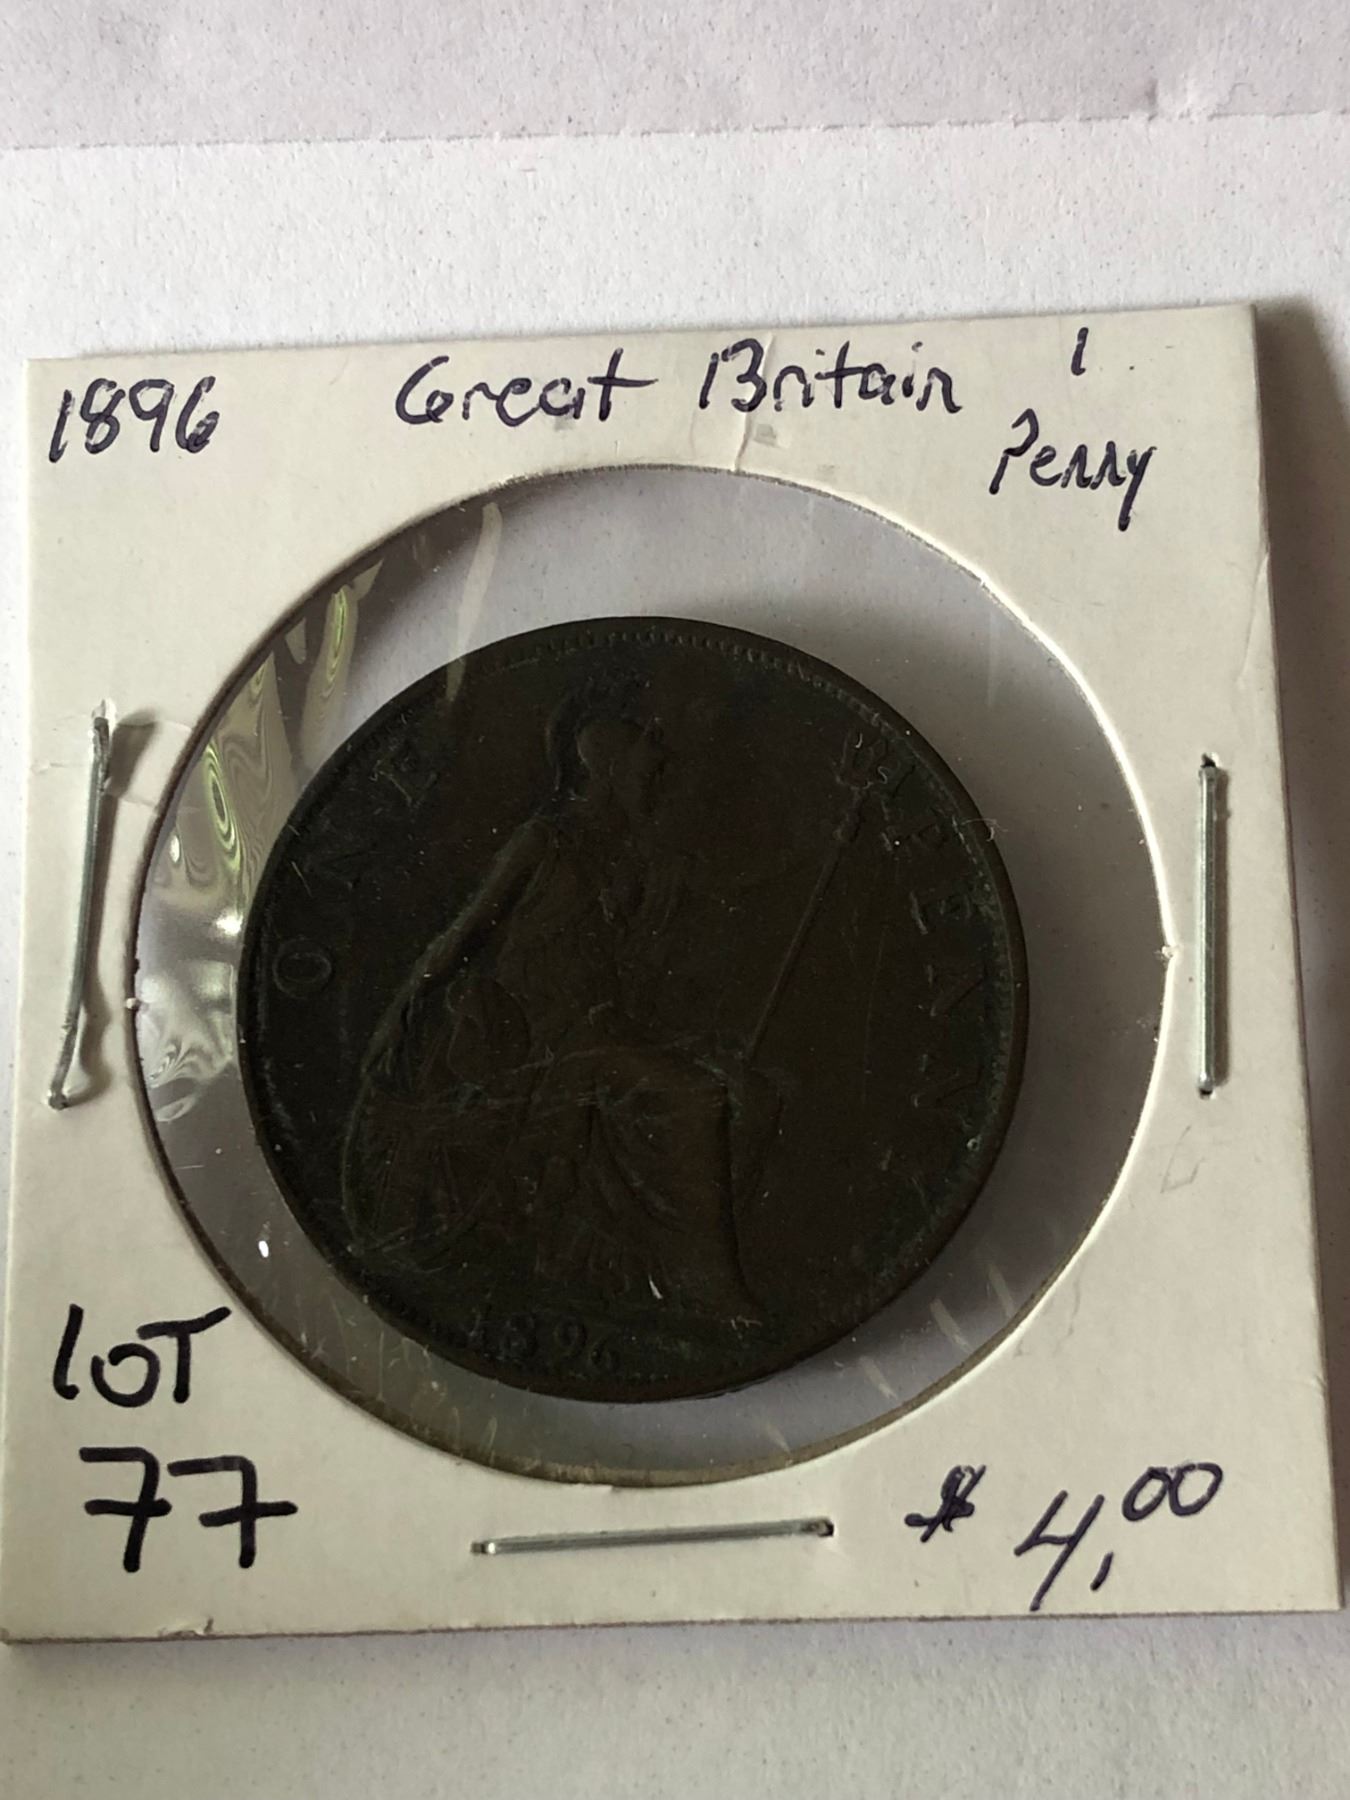 1896 Great Britain 1
Penny
ONE PENNY
1896
LOT
77
$ 4.00